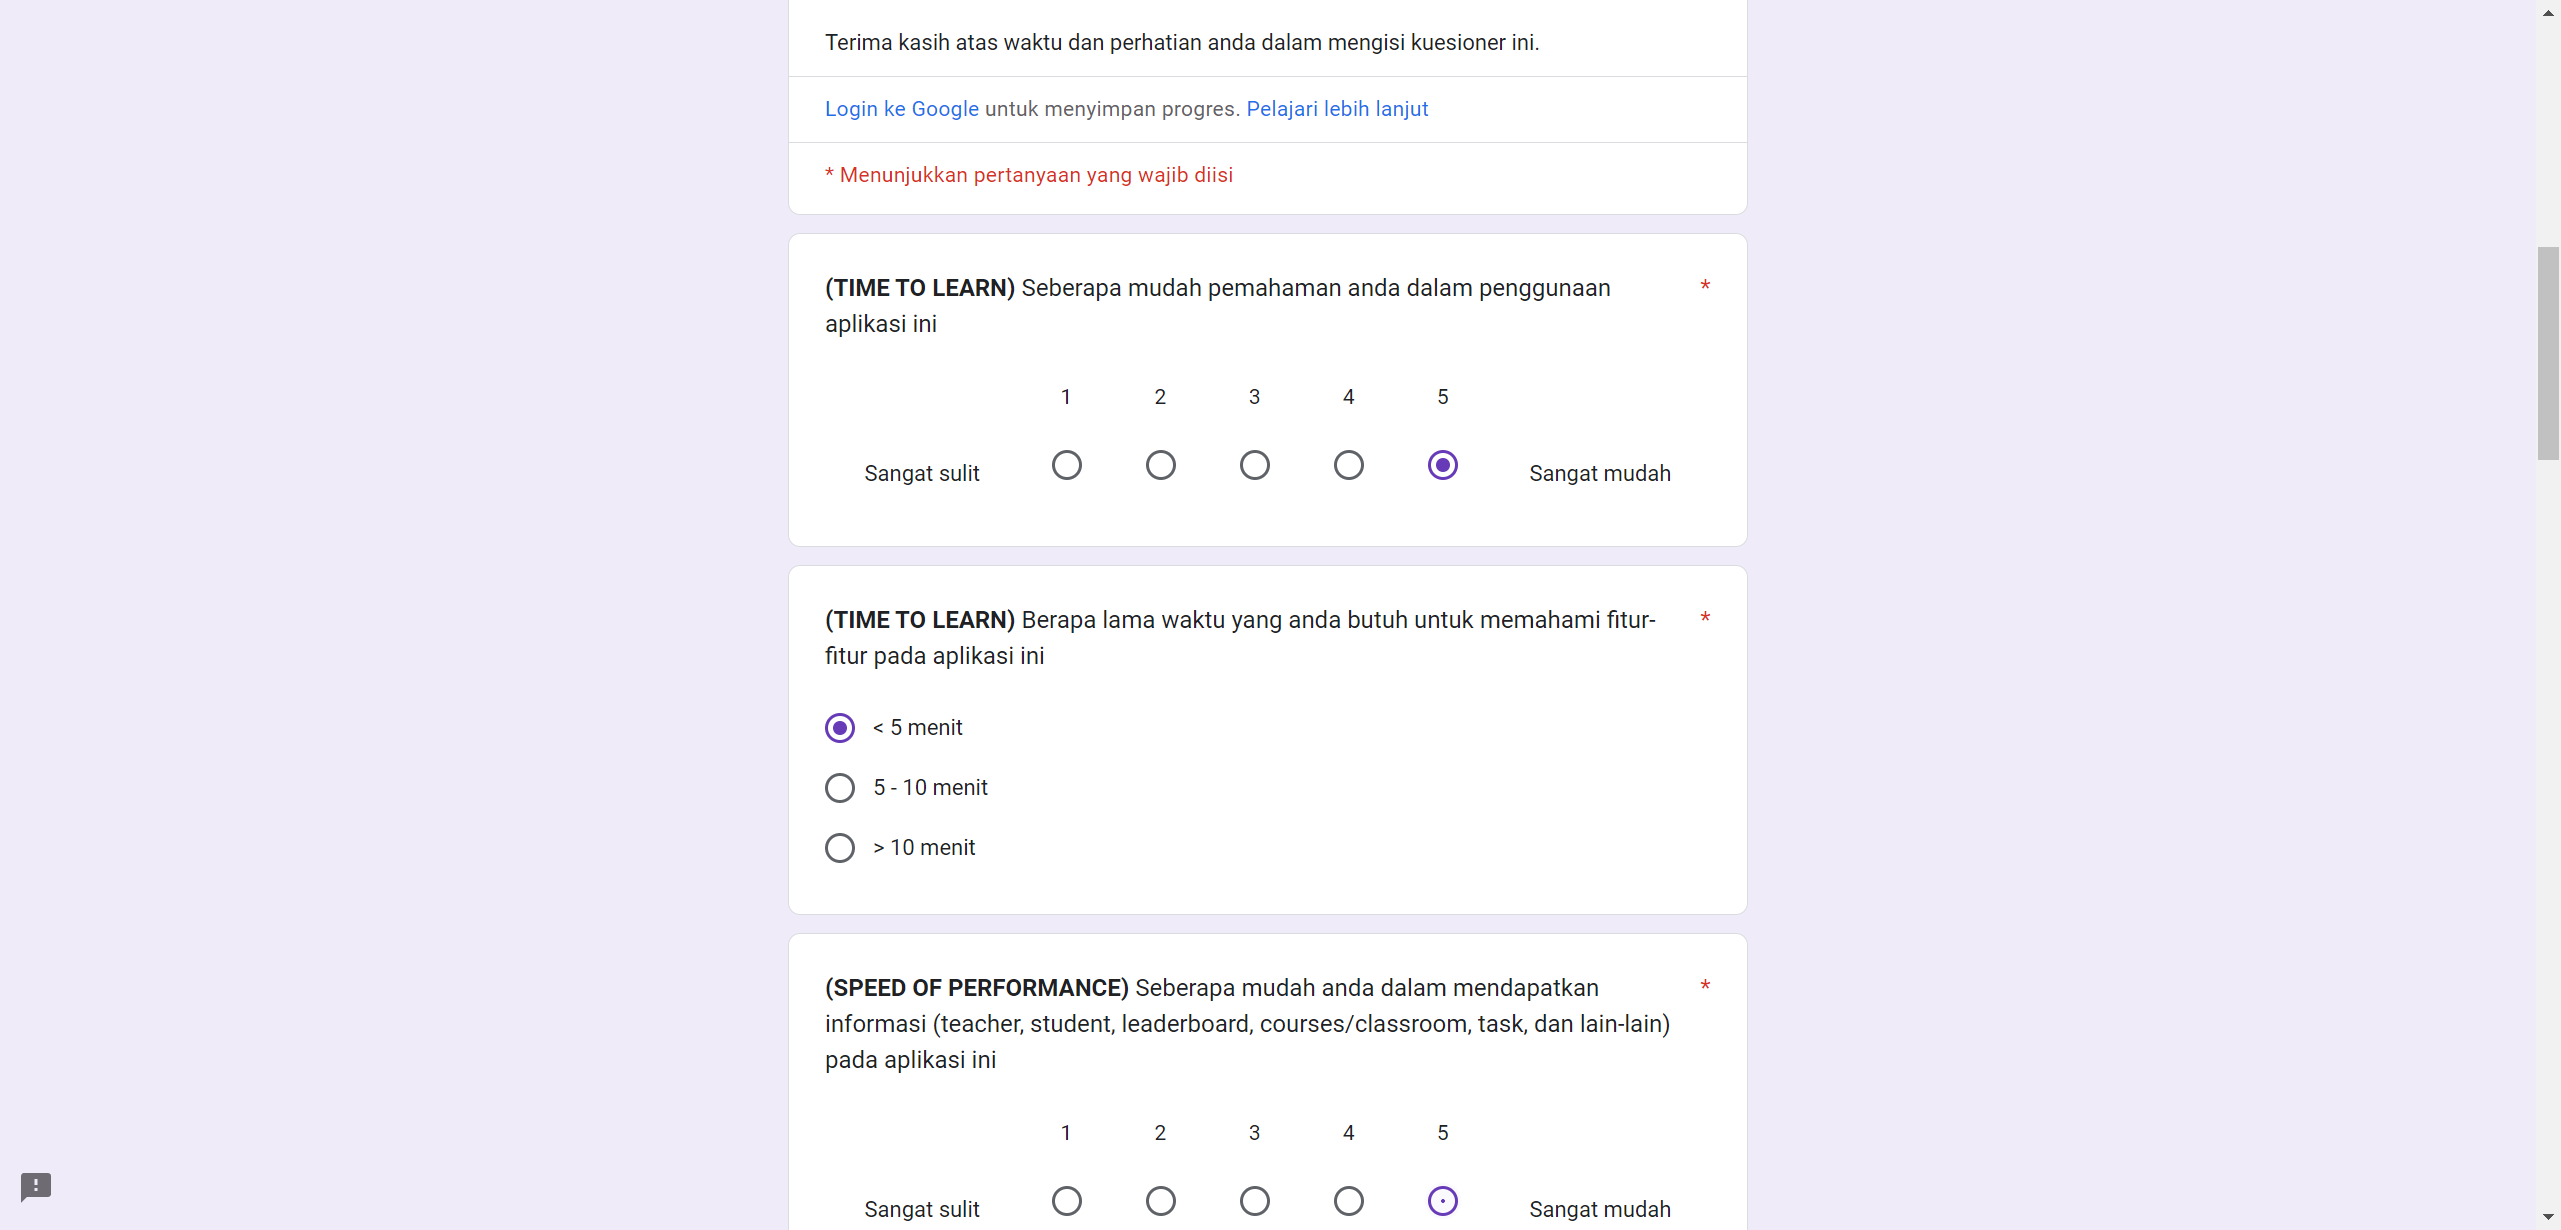 Terima kasih atas waktu dan perhatian anda dalam mengisi kuesioner ini.
Login ke Google untuk menyimpan progres. Pelajari lebih lanjut
* Menunjukkan pertanyaan yang wajib diisi
(TIME TO LEARN) Seberapa mudah pemahaman anda dalam penggunaan *
aplikasi ini
1 2 3 4 5
Sangat sulit Sangat mudah
(TIME TO LEARN) Berapa lama waktu yang anda butuh untuk memahami fitur- *
fitur pada aplikasi ini
< 5 menit
5 - 10 menit
> 10 menit
(SPEED OF PERFORMANCE) Seberapa mudah anda dalam mendapatkan *
informasi (teacher, student, leaderboard, courses/classroom, task, dan lain-lain)
pada aplikasi ini
1 2 3 4 5
Sangat sulit Sangat mudah